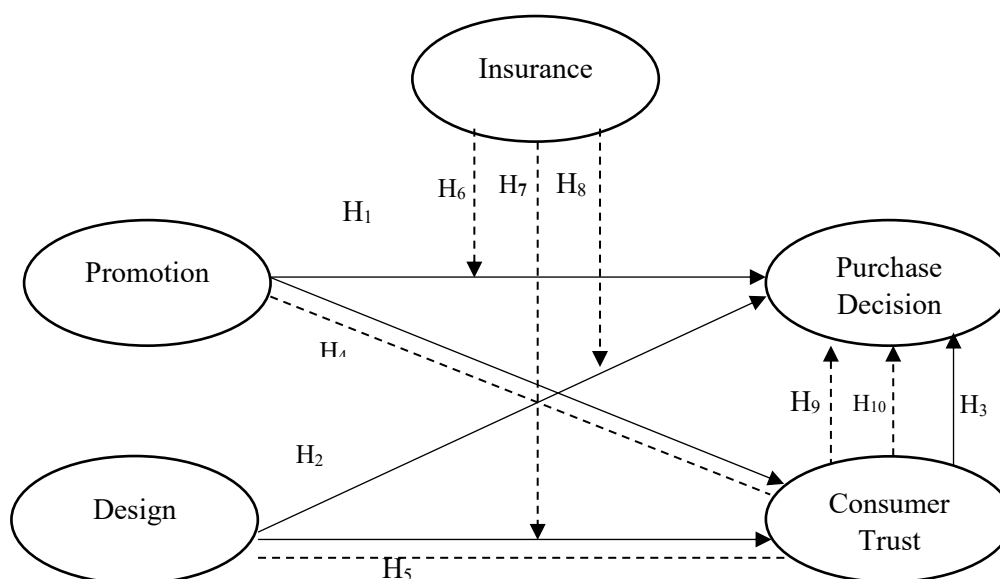 Insurance
H6
H7
H8
H1
Promotion
Purchase
Decision
H4
H9
H10
H3
H2
Design
Consumer
Trust
H5